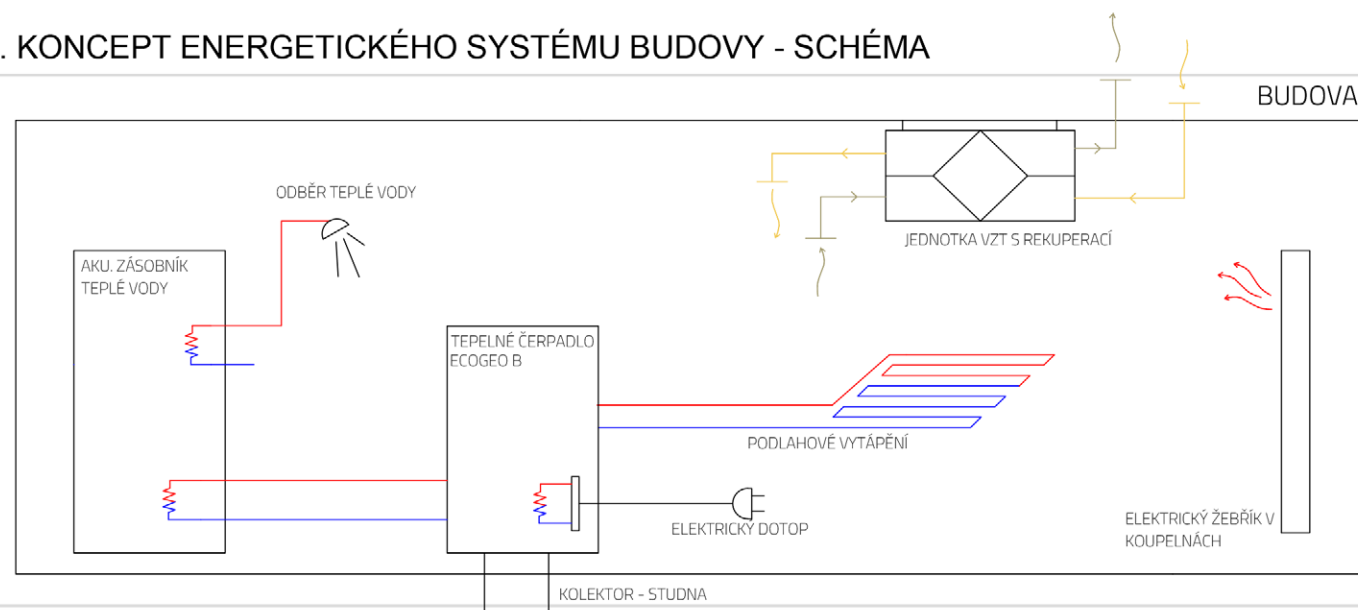 . KONCEPT ENERGETICKÉHO SYSTÉMU BUDOVY - SCHÉMA
BUDOVA
ODBĚR TEPLÉ VODY
JEDNOTKA VZT S REKUPERACÍ
AKU. ZÁSOBNÍK
TEPLÉ VODY
TEPELNÉ ČERPADLO
ECOGEO B
PODLAHOVÉ VYTÁPĚNÍ
ELEKTRICKÝ DOTOP
ELEKTRICKÝ ŽEBŘÍK V
KOUPELNÁCH
KOLEKTOR - STUDNA